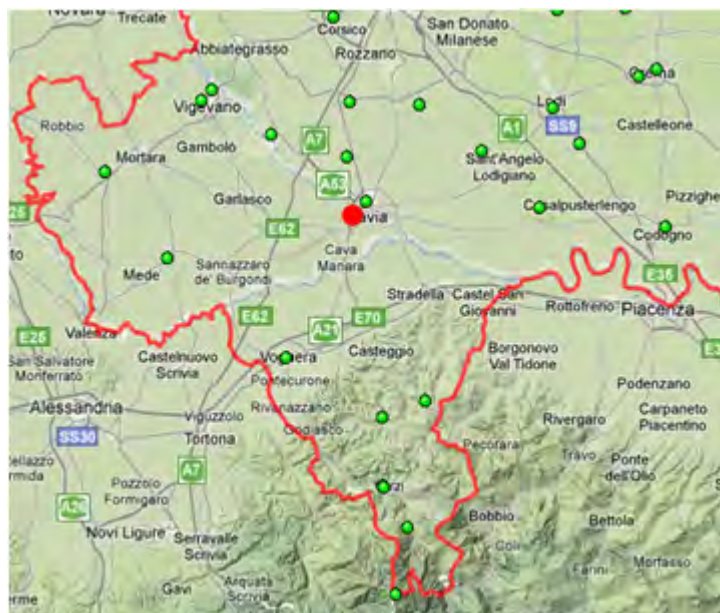 Trecate
Corsico
San Donato
Milanese
Abbiategrasso
Rozzano
Vigevano
Lodi
A7
A1
SS9
Castelleone
Robbio
Gambolò
Mortara
Sant'Angelo
Lodigiano
A53
Garlasco
Pizzighe
Casalpusterlengo
E62
Codogno
Cava
Manara
Mede
Sannazzaro
de' Burgondi
E35
Stradella
Castel San
Giovanni
Rottofreno
Piacenza
E62
A21
E70
Valenza
E25
San Salvatore
Monferrato
Castelnuovo
Scrivia
Voghera
Casteggio
Borgonovo
Val Tidone
Pontecurone
Podenzano
Alessandria
Viguzzolo
Rivanazzano
Godiasco
Rivergaro
Carpaneto
Piacentino
SS30
Tortona
Pecorara
Travo
Ponte
dell'Olio
A7
Pozzolo
Formigaro
Novi Ligure
Serravalle
Scrivia
Bobbio
Bettola
Coli
Farini
Morfasso
Gavi
Arquata
Scrivia